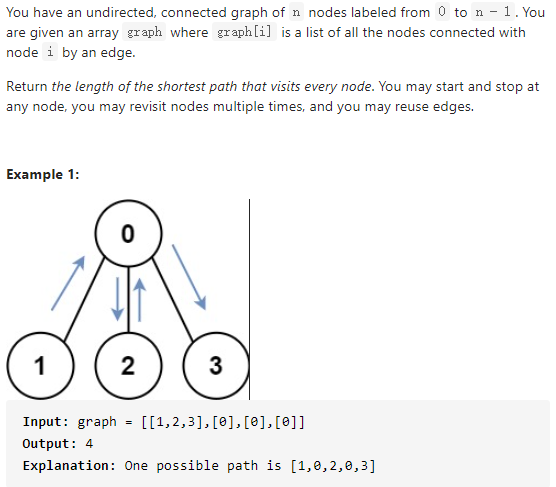 You have an undirected, connected graph of n nodes labeled from 0 to n - 1. You
are given an array graph where graph[i] is a list of all the nodes connected with
node i by an edge.
Return the length of the shortest path that visits every node. You may start and stop at
any node, you may revisit nodes multiple times, and you may reuse edges.
Example 1:
0
1 2 3
Input: graph = [[1,2,3],[0],[0],[0]]
Output: 4
Explanation: One possible path is [1,0,2,0,3]